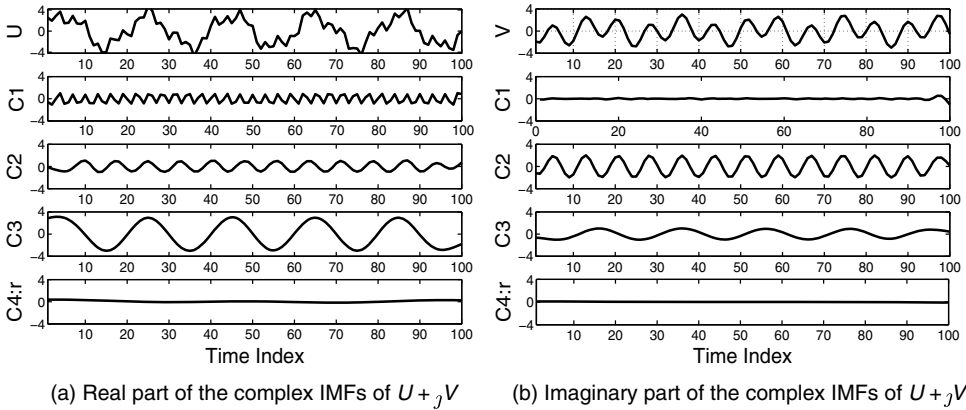 4
U 0
−4
10 20 30 40 50 60 70 80 90 100
4
C1 0
−4
10 20 30 40 50 60 70 80 90 100
4
C2 0
−4
10 20 30 40 50 60 70 80 90 100
4
C3 0
−4
10 20 30 40 50 60 70 80 90 100
4
C4:r 0
−4
10 20 30 40 50 60 70 80 90 100
Time Index
(a) Real part of the complex IMFs of U + jV
4
V 0
−4
10 20 30 40 50 60 70 80 90 100
4
C1 0
−4
0 20 40 60 80 100
4
C2 0
−4
10 20 30 40 50 60 70 80 90 100
4
C3 0
−4
10 20 30 40 50 60 70 80 90 100
4
C4:r 0
−4
10 20 30 40 50 60 70 80 90 100
Time Index
(b) Imaginary part of the complex IMFs of U + jV